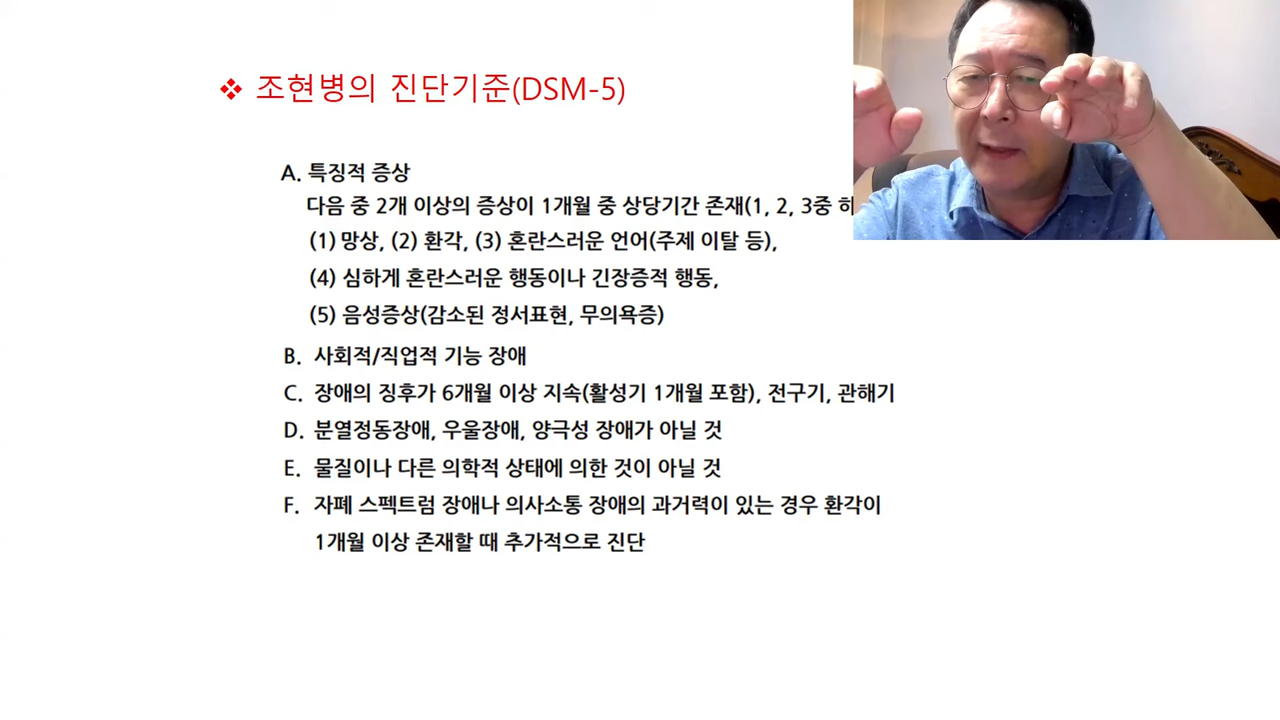 ❖ 조현병의 진단기준(DSM-5)
A. 특징적 증상
다음 중 2개 이상의 증상이 1개월 중 상당기간 존재(1, 2, 3중
(1) 망상, (2) 환각, (3) 혼란스러운 언어(주제 이탈 등),
(4) 심하게 혼란스러운 행동이나 긴장증적 행동,
(5) 음성증상(감소된 정서표현, 무의욕증)
B. 사회적/직업적 기능 장애
C. 장애의 징후가 6개월 이상 지속(활성기 1개월 포함), 전구기, 관해기
D. 분열정동장애, 우울장애, 양극성 장애가 아닐 것
E. 물질이나 다른 의학적 상태에 의한 것이 아닐 것
F. 자폐 스펙트럼 장애나 의사소통 장애의 과거력이 있는 경우 환각이
1개월 이상 존재할 때 추가적으로 진단